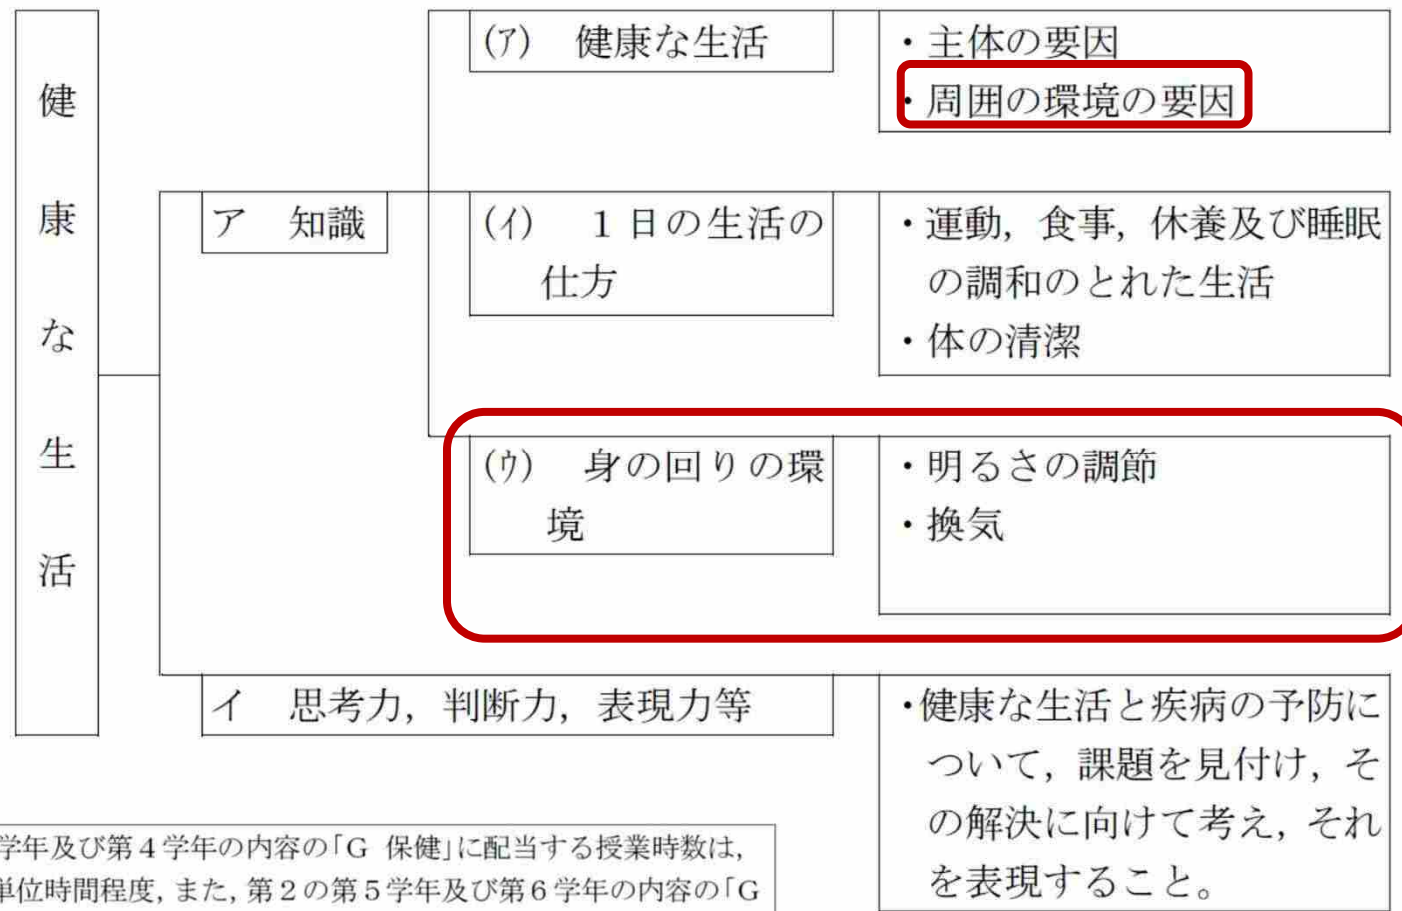 健康な生活
(ｱ) 健康な生活
・主体の要因
・周囲の環境の要因
ア 知識
(ｲ) １日の生活の
仕方
・運動，食事，休養及び睡眠
の調和のとれた生活
・体の清潔
(ｳ) 身の回りの環
境
・明るさの調節
・換気
イ 思考力，判断力，表現力等
・健康な生活と疾病の予防に
ついて，課題を見付け，そ
の解決に向けて考え，それ
を表現すること。
学年及び第４学年の内容の「G 保健」に配当する授業時数は，
単位時間程度，また，第２の第５学年及び第６学年の内容の「G